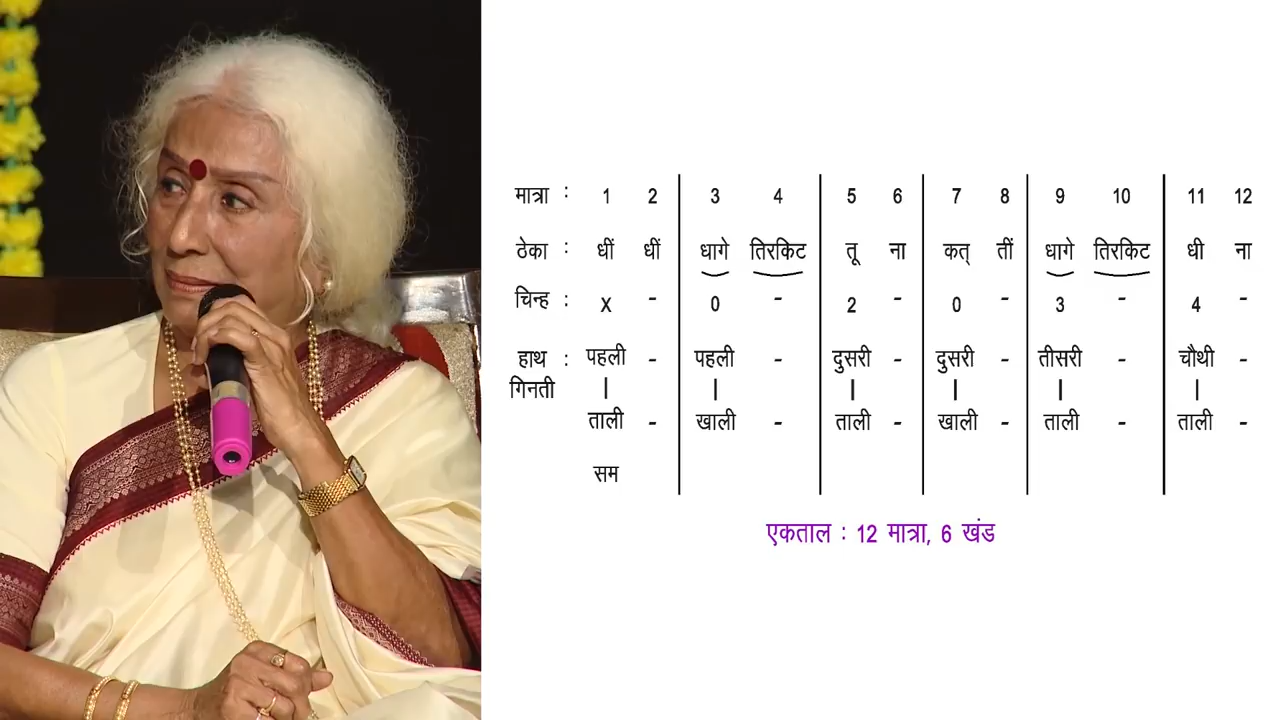 मात्रा : 1 2 3 4 5 6 7 8 9 10 11 12
ठेका : धीं धीं धागे तिरकिट तू ना कत् तीं धागे तिरकिट धी ना
चिन्ह : X - 0 - 2 - 0 - 3 - 4 -
हाथ : पहली - पहली - दुसरी - दुसरी - तीसरी - चौथी -
गिनती | | | | | |
ताली - खाली - ताली - खाली - ताली - ताली -
सम
एकताल : 12 मात्रा, 6 खंड